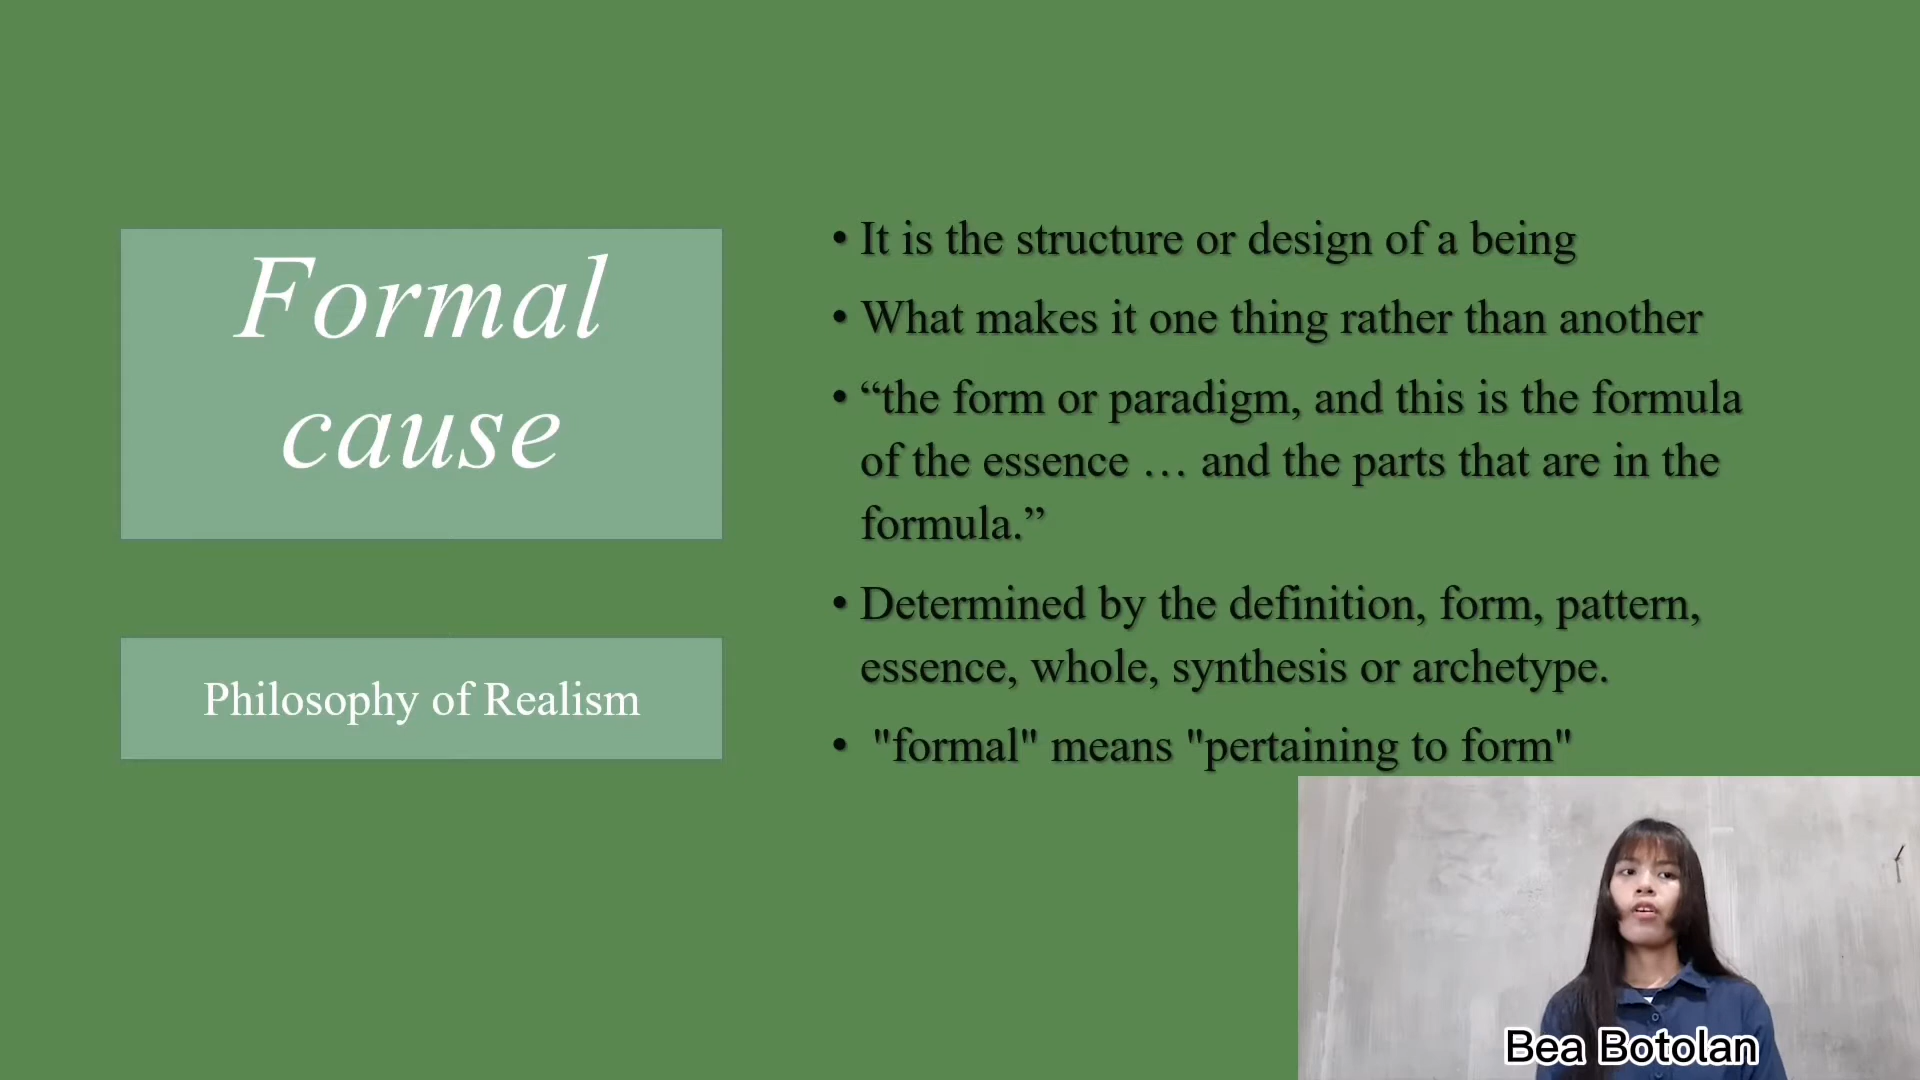 Formal
cause
Philosophy of Realism
• It is the structure or design of a being
• What makes it one thing rather than another
• “the form or paradigm, and this is the formula
of the essence … and the parts that are in the
formula.”
• Determined by the definition, form, pattern,
essence, whole, synthesis or archetype.
• "formal" means "pertaining to form"
Bea Botolan